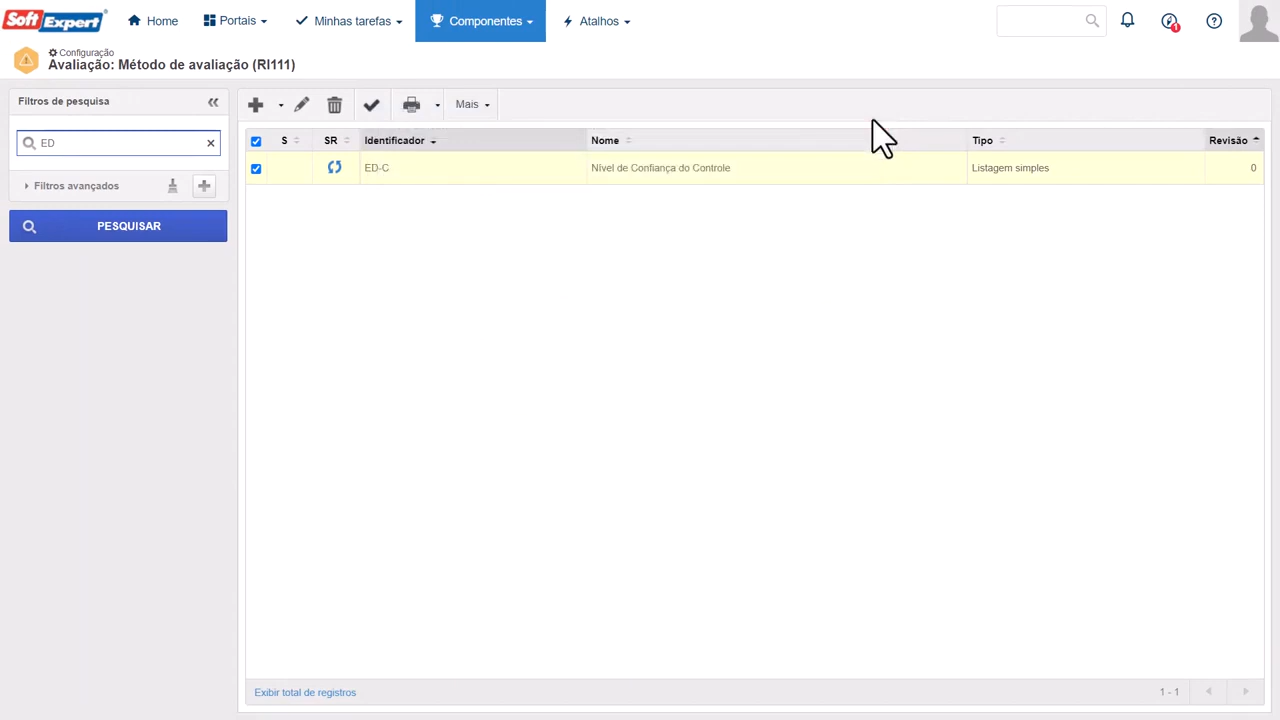 SoftExpert
Home
Portais
Minhas tarefas
Componentes
Atalhos
1
Configuração
Avaliação: Método de avaliação (RI111)
Filtros de pesquisa
ED
Filtros avançados
PESQUISAR
Mais
S SR Identificador Nome Tipo Revisão
ED-C Nível de Confiança do Controle Listagem simples 0
Exibir total de registros
1 - 1